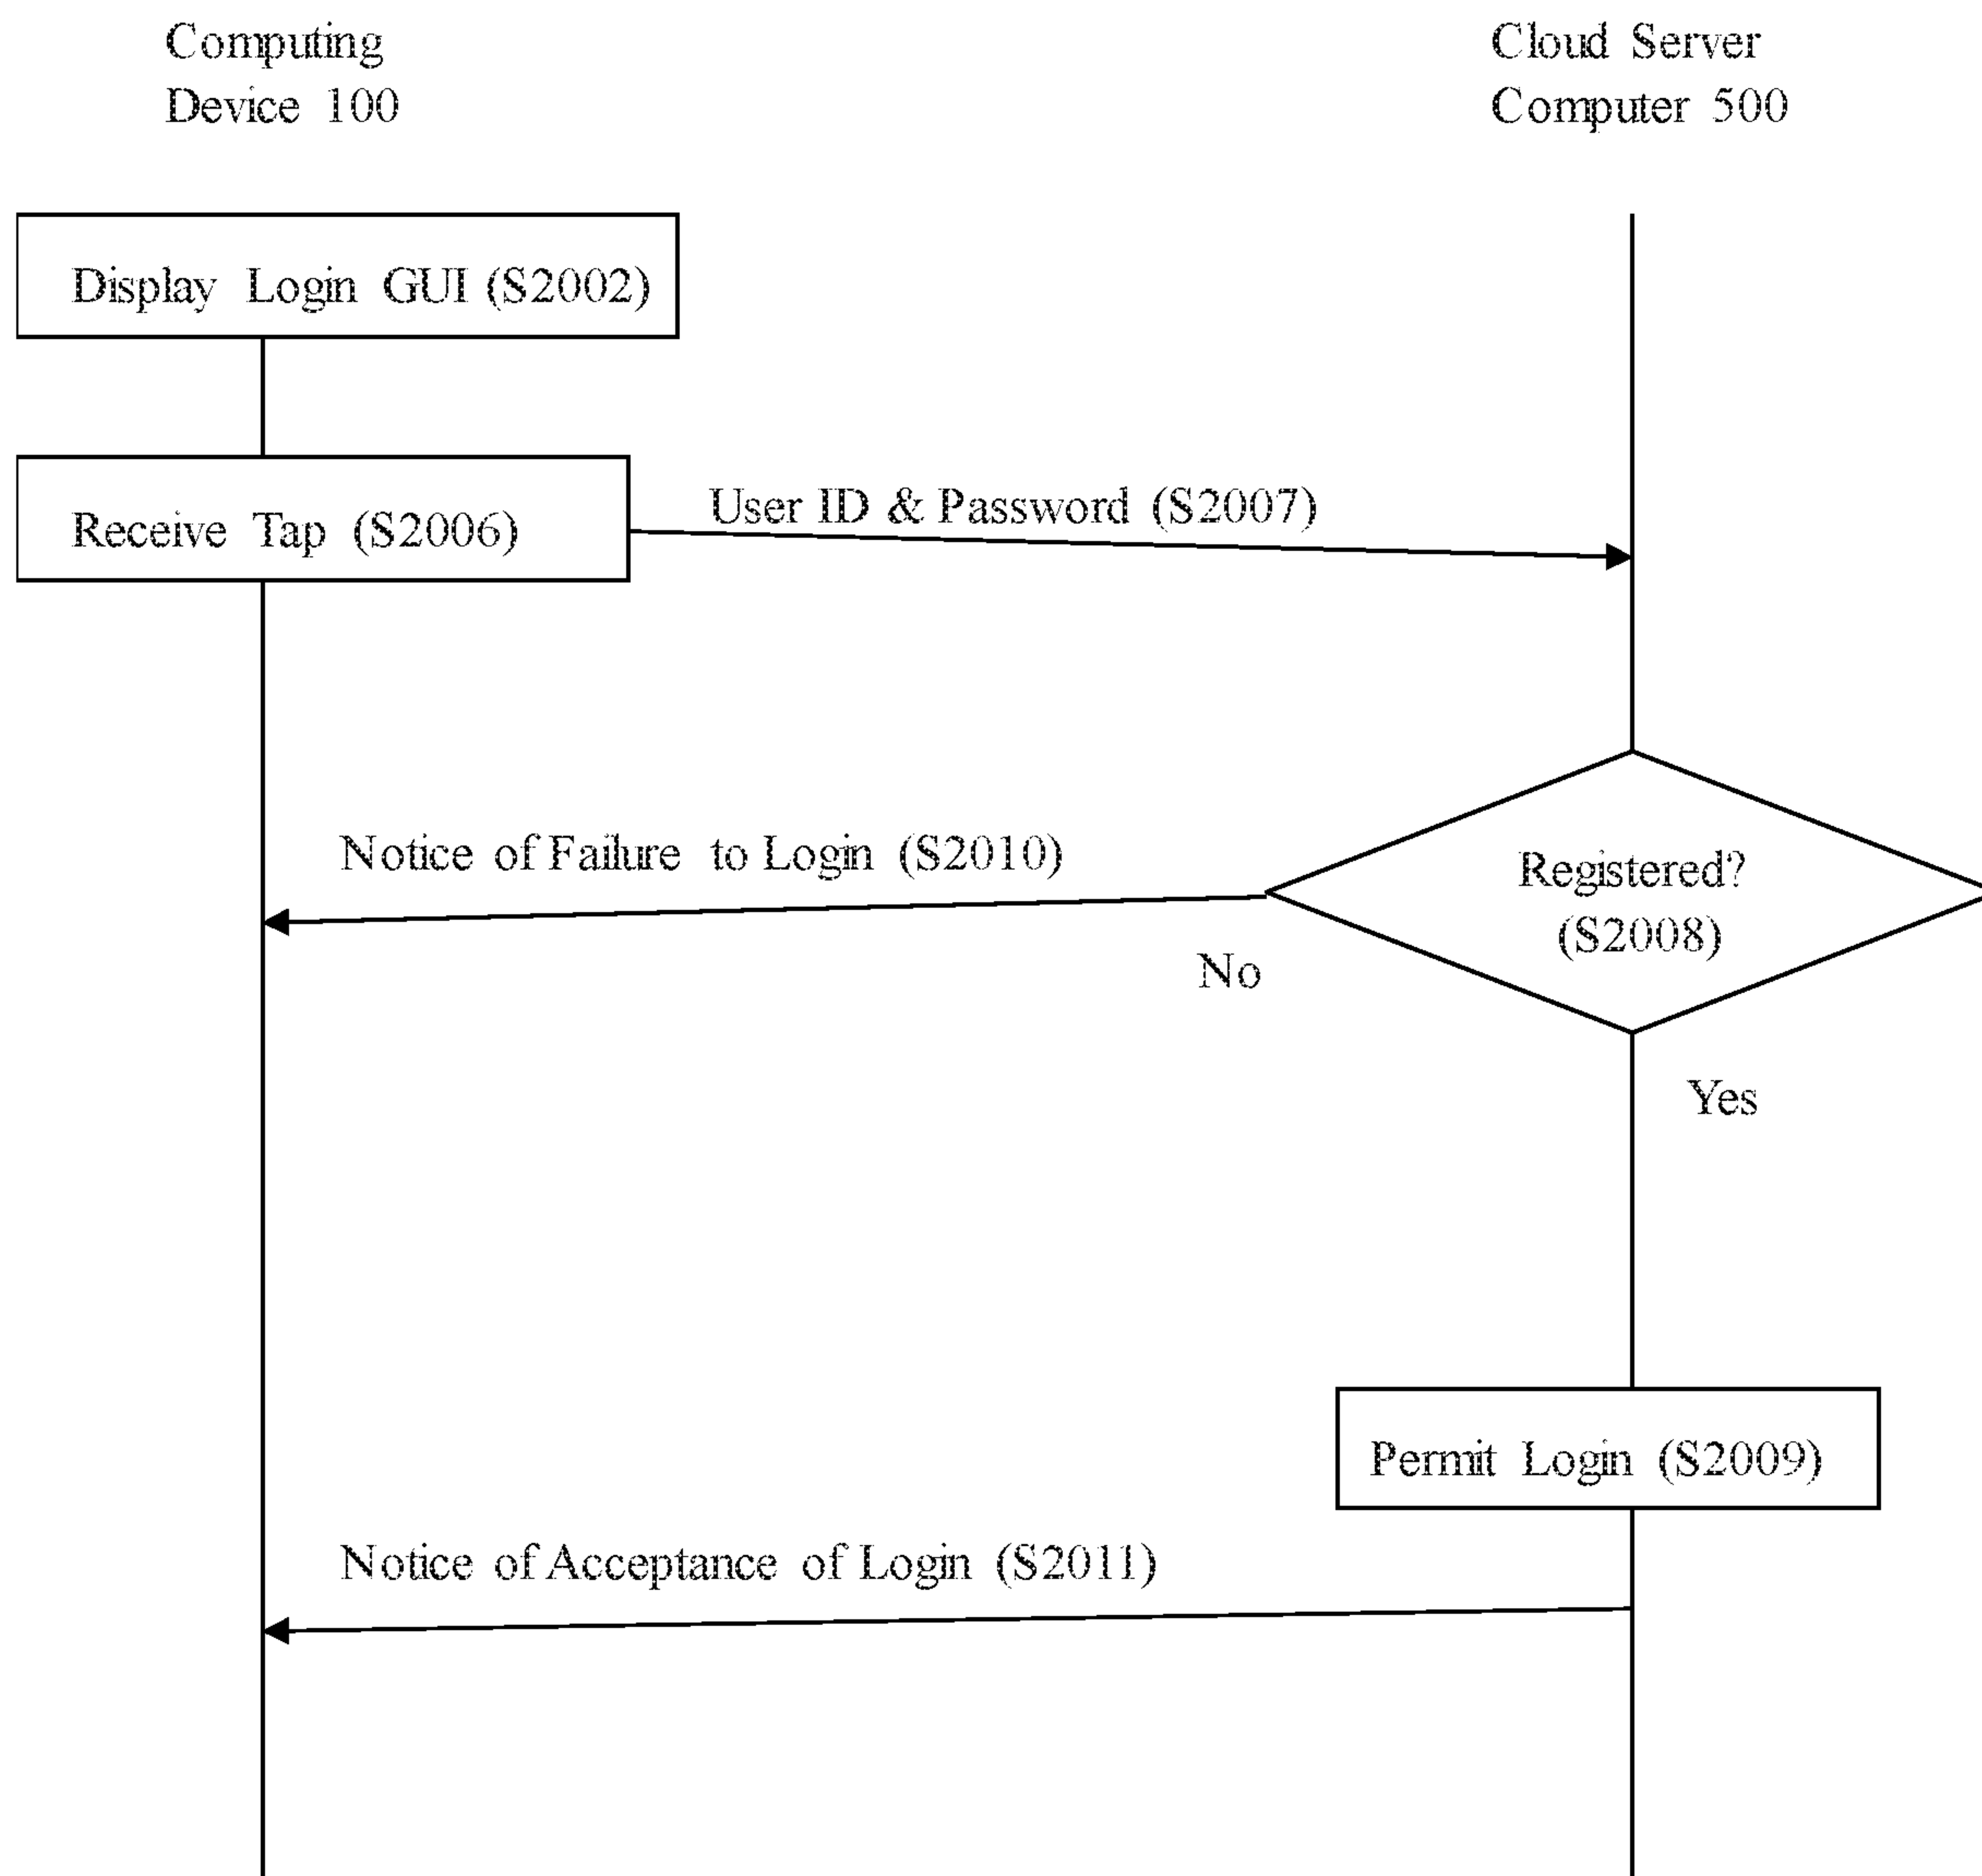 Computing
Device 100
Cloud Server
Computer 500
Display Login GUI (S2002)
Receive Tap (S2006)
User ID & Password (S2007)
Notice of Failure to Login (S2010)
Registered?
(S2008)
No
Yes
Permit Login (S2009)
Notice of Acceptance of Login (S2011)